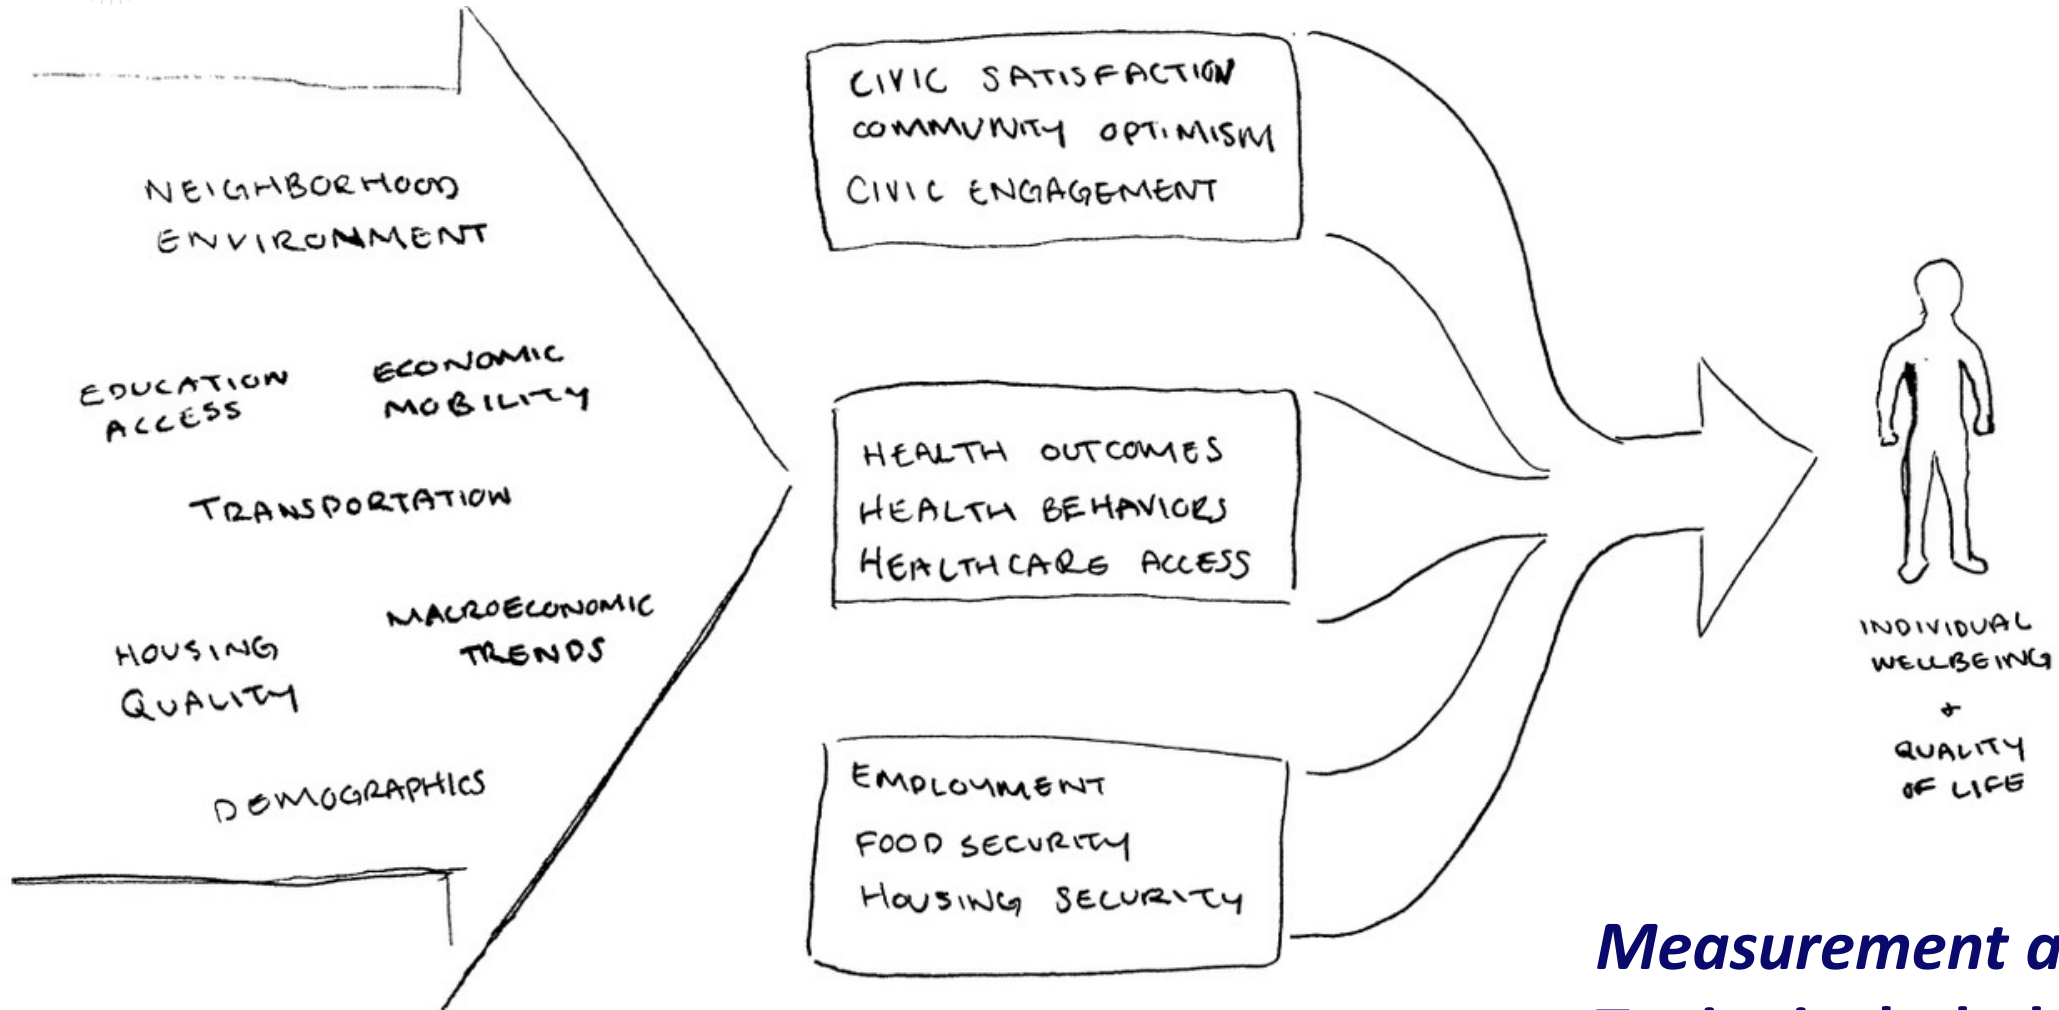 NEIGHBORHOOD
ENVIRONMENT
EDUCATION
ACCESS
ECONOMIC
MOBILITY
TRANSPORTATION
HOUSING
QUALITY
MACROECONOMIC
TRENDS
DEMOGRAPHICS
CIVIC SATISFACTION
COMMUNITY OPTIMISM
CIVIC ENGAGEMENT
HEALTH OUTCOMES
HEALTH BEHAVIORS
HEALTHCARE ACCESS
EMPLOYMENT
FOOD SECURITY
HOUSING SECURITY
INDIVIDUAL
WELLBEING
+
QUALITY
OF LIFE
Measurement a